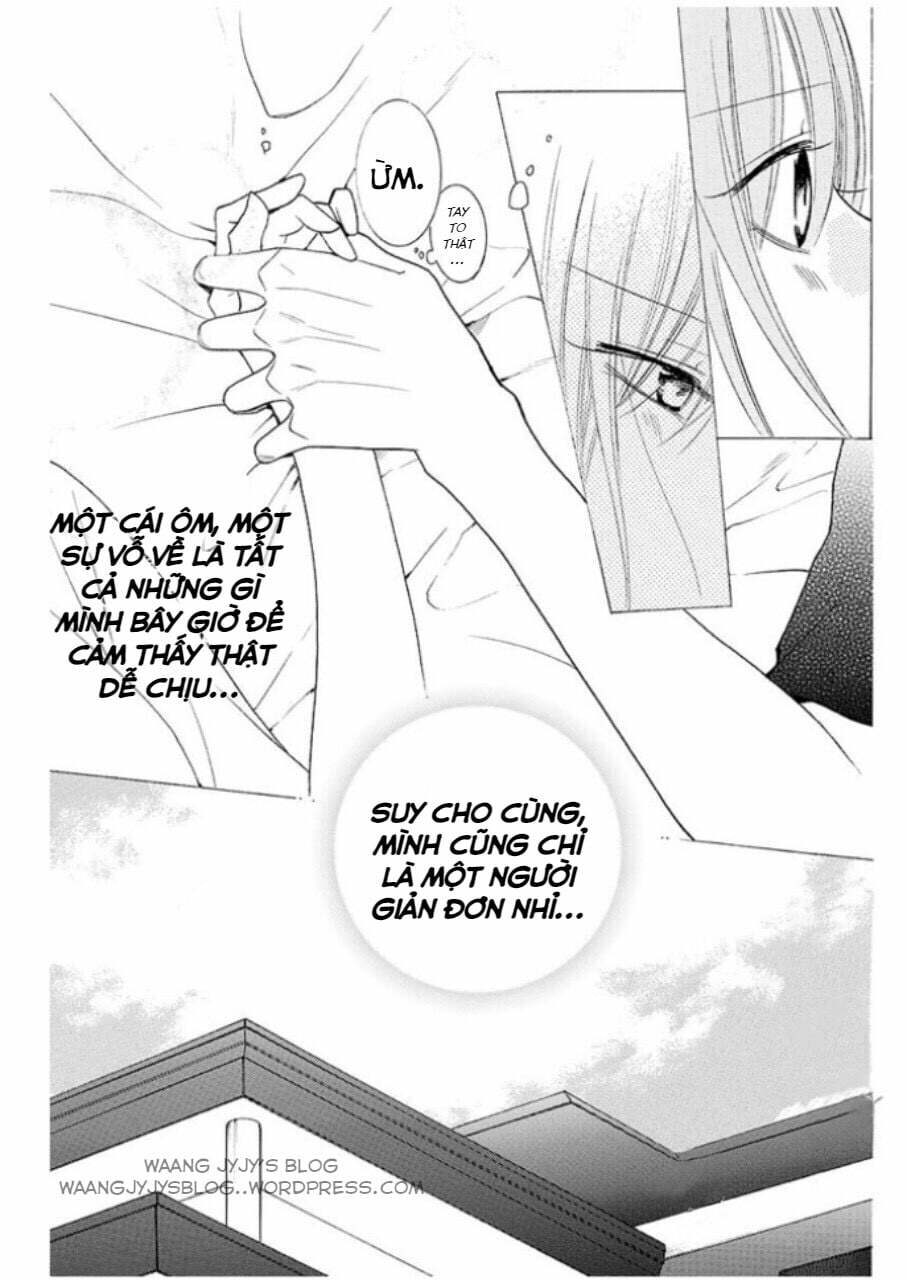 ỪM.
TAY
TO
THẬT
...
MỘT CÁI ÔM, MỘT
SỰ VỖ VỀ LÀ TẤT
CẢ NHỮNG GÌ
MÌNH BÂY GIỜ ĐỂ
CẢM THẤY THẬT
DỄ CHỊU...
SUY CHO CÙNG,
MÌNH CŨNG CHỈ
LÀ MỘT NGƯỜI
GIẢN ĐƠN NHỈ...
WAANG JYJY'S BLOG
WAANGJYJYSBLOG..WORDPRESS.COM